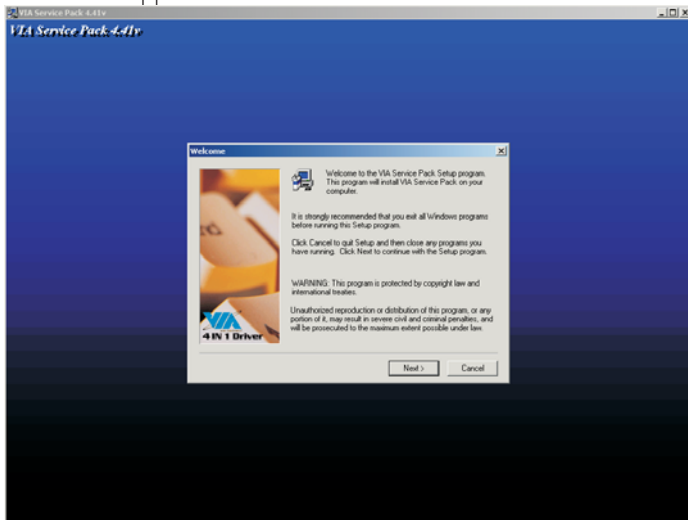 VIA Service Pack 4.41v
VIA Service Pack 4.41v
Welcome
Welcome to the VIA Service Pack Setup program.
This program will install VIA Service Pack on your
computer.
It is strongly recommended that you exit all Windows programs
before running this Setup program.
Click Cancel to quit Setup and then close any programs you
have running. Click Next to continue with the Setup program.
WARNING: This program is protected by copyright law and
international treaties.
Unauthorized reproduction or distribution of this program, or any
portion of it, may result in severe civil and criminal penalties, and
will be prosecuted to the maximum extent possible under law.
VIA
4 IN 1 Driver
Next >
Cancel